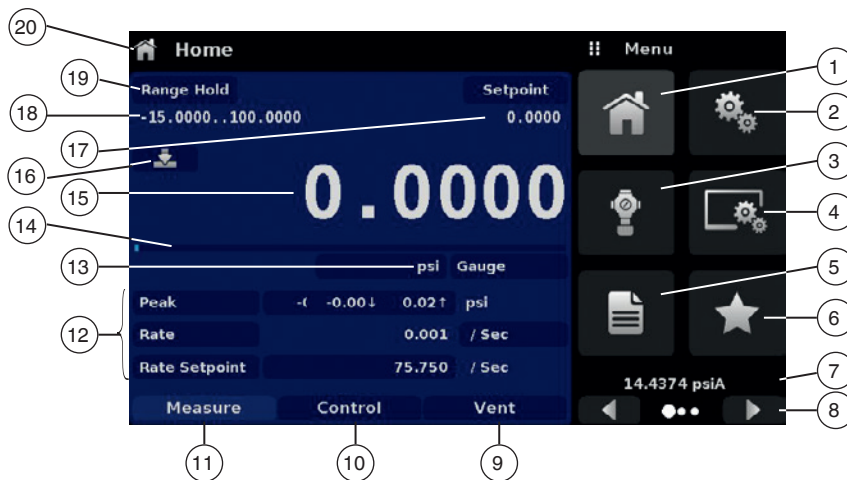 20
Home
Menu
19
Range Hold
Setpoint
1
18
-15.0000..100.0000
0.0000
17
2
16
3
15
0.0000
14
4
13
psi Gauge
5
12
Peak -( -0.00↓ 0.02↑ psi
6
Rate 0.001 / Sec
Rate Setpoint 75.750 / Sec
14.4374 psiA
7
Measure Control Vent
8
11
10
9